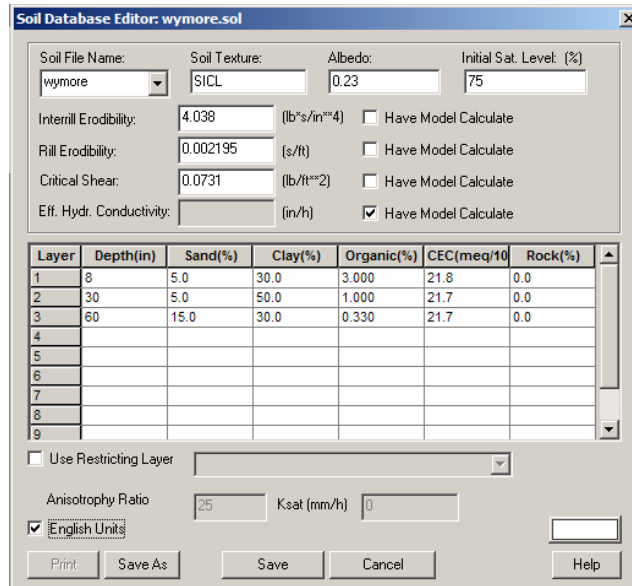 Soil Database Editor: wymore.sol
Soil File Name: Soil Texture: Albedo: Initial Sat. Level: (%)
wymore SICL 0.23 75
Interrill Erodibility: 4.038 (lb*s/in**4) Have Model Calculate
Rill Erodibility: 0.002195 (s/ft) Have Model Calculate
Critical Shear: 0.0731 (lb/ft**2) Have Model Calculate
Eff. Hydr. Conductivity: (in/h) Have Model Calculate
Layer Depth(in) Sand(%) Clay(%) Organic(%) CEC(meq/10 Rock(%)
1 8 5.0 30.0 3.000 21.8 0.0
2 30 5.0 50.0 1.000 21.7 0.0
3 60 15.0 30.0 0.330 21.7 0.0
4
5
6
7
8
9
Use Restricting Layer
Anisotrophy Ratio 25 Ksat (mm/h) 0
English Units
Print Save As Save Cancel Help